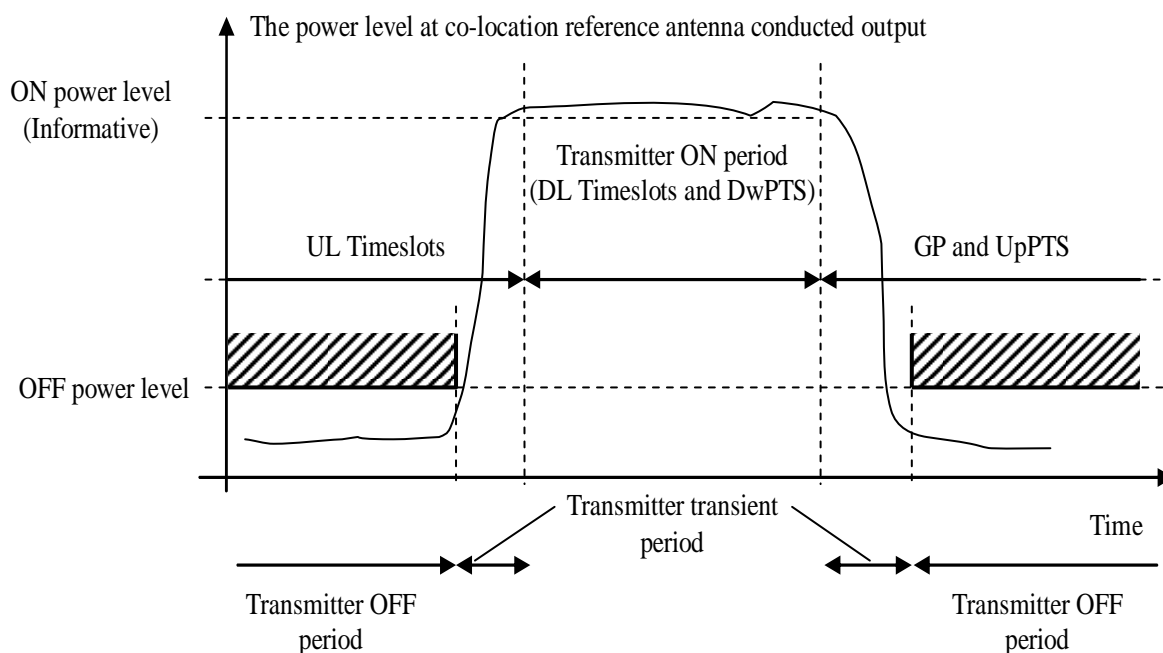 The power level at co-location reference antenna conducted output
ON power level
(Informative)
Transmitter ON period
(DL Timeslots and DwPTS)
UL Timeslots
GP and UpPTS
OFF power level
Transmitter transient
period
Time
Transmitter OFF
period
Transmitter OFF
period